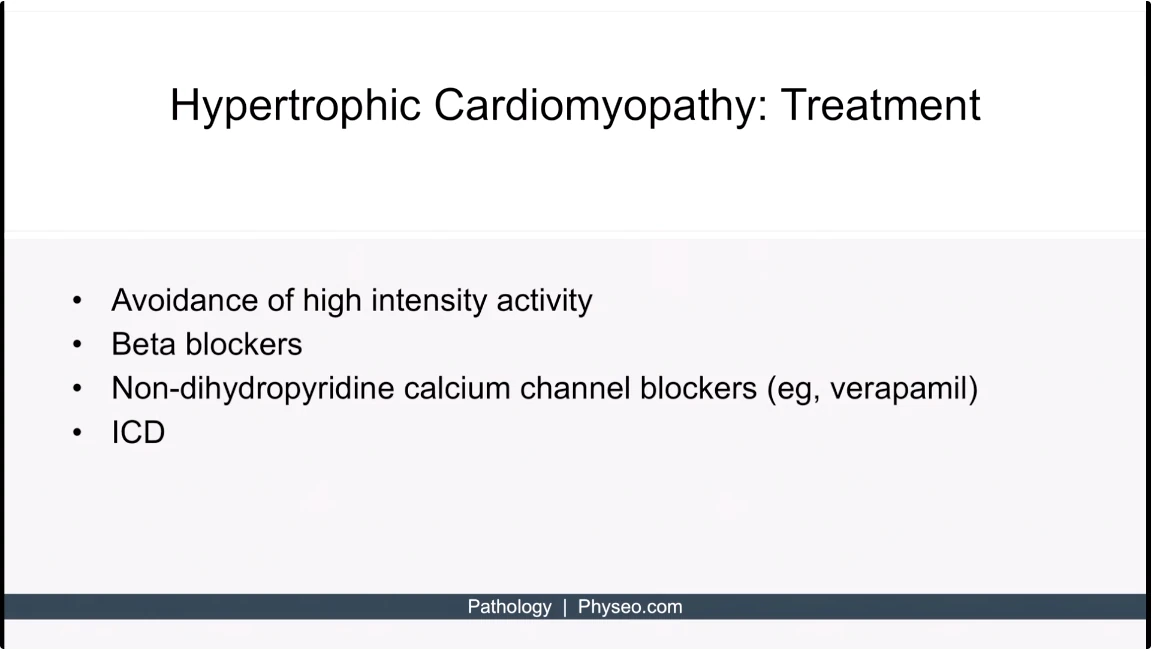 Hypertrophic Cardiomyopathy: Treatment
• Avoidance of high intensity activity
• Beta blockers
• Non-dihydropyridine calcium channel blockers (eg, verapamil)
• ICD
Pathology | Physeo.com